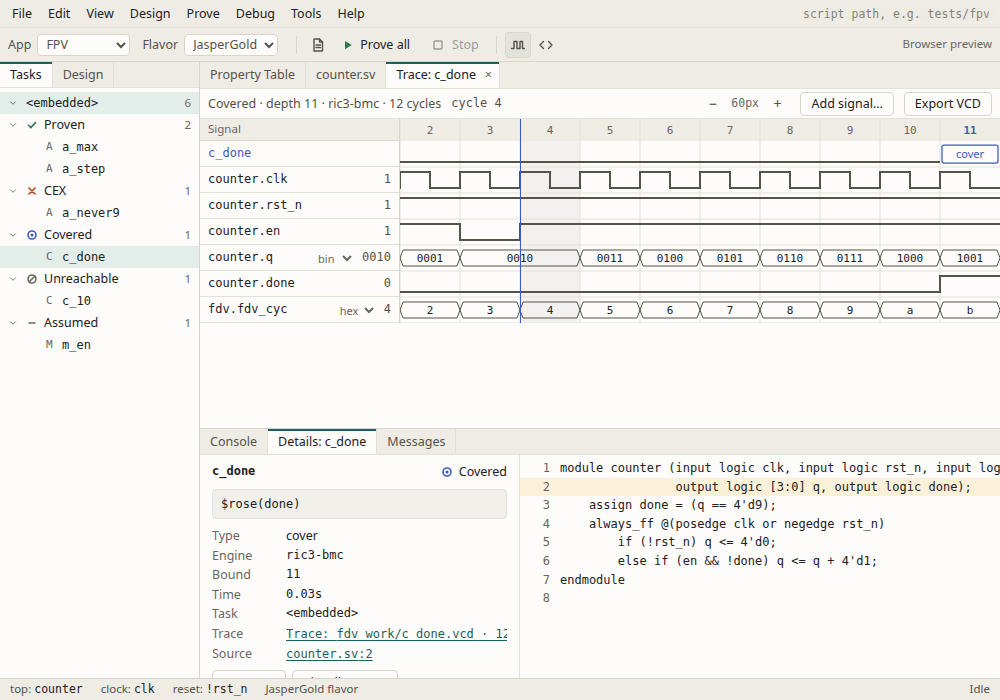 File Edit View Design Prove Debug Tools Help script path, e.g. tests/fpv
App FPV Flavor JasperGold Prove all Stop Browser preview
Tasks Design
Property Table counter.sv Trace: c_done ×
<embedded> 6
Proven 2
A a_max
A a_step
CEX 1
A a_never9
Covered 1
C c_done
Unreachable 1
C c_10
Assumed 1
M m_en
Covered · depth 11 · ric3-bmc · 12 cycles cycle 4 − 60px + Add signal... Export VCD
Signal 2 3 4 5 6 7 8 9 10 11
c_done cover
counter.clk 1
counter.rst_n 1
counter.en 1
counter.q bin 0010 0001 0010 0011 0100 0101 0110 0111 1000 1001
counter.done 0
fdv.fdv_cyc hex 4 2 3 4 5 6 7 8 9 a b
Console Details: c_done Messages
c_done Covered
$rose(done)
Type cover
Engine ric3-bmc
Bound 11
Time 0.03s
Task <embedded>
Trace Trace: fdv_work/c_done.vcd · 12
Source counter.sv:2
1 module counter (input logic clk, input logic rst_n, input log
2 output logic [3:0] q, output logic done);
3 assign done = (q == 4'd9);
4 always_ff @(posedge clk or negedge rst_n)
5 if (!rst_n) q <= 4'd0;
6 else if (en && !done) q <= q + 4'd1;
7 endmodule
8
top: counter clock: clk reset: !rst_n JasperGold flavor Idle